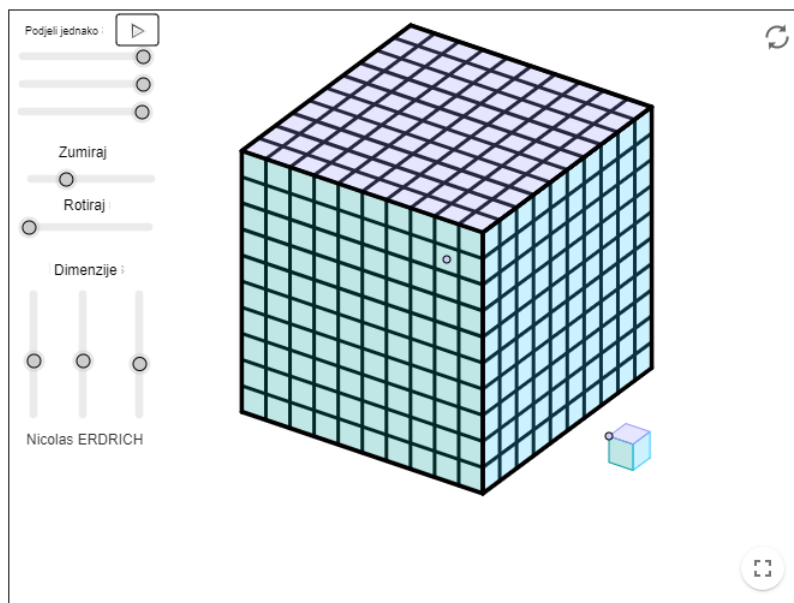 Podjeli jednako
Zumiraj
Rotiraj
Dimenzije
Nicolas ERDRICH